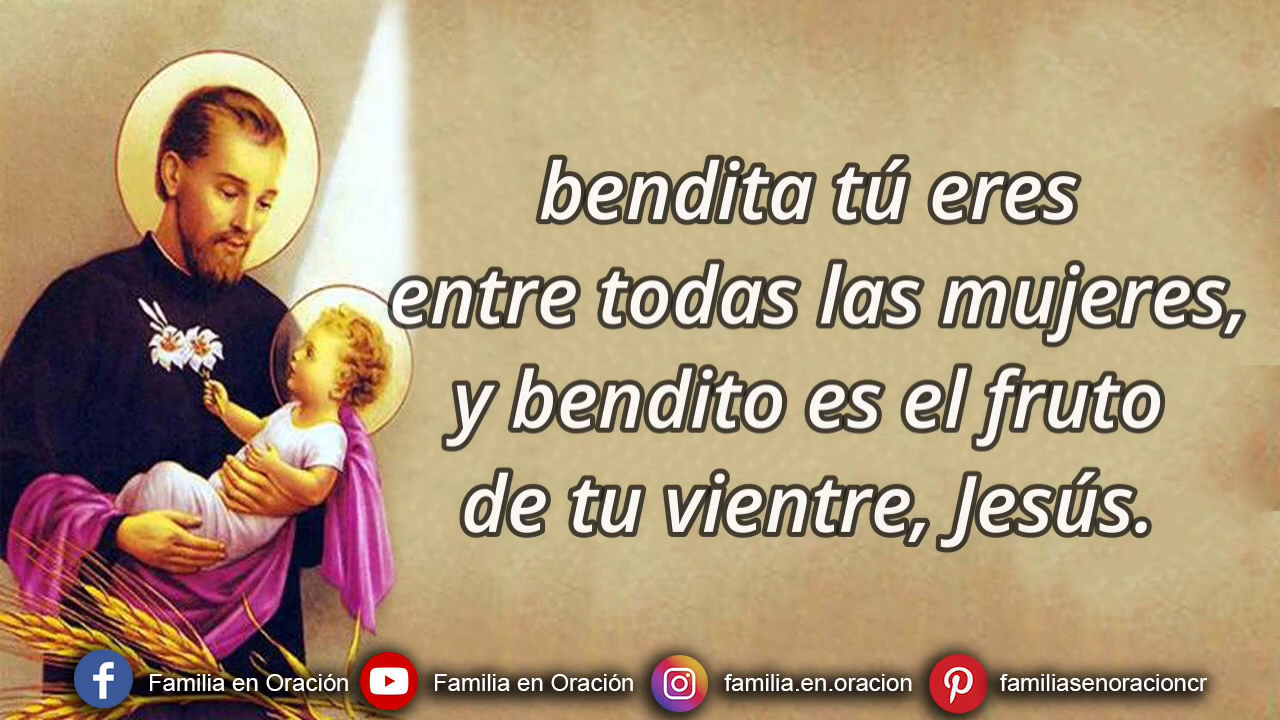 bendita tú eres
entre todas las mujeres,
y bendito es el fruto
de tu vientre, Jesús.
Familia en Oración
Familia en Oración
familia.en.oracion
familiasenoracioncr